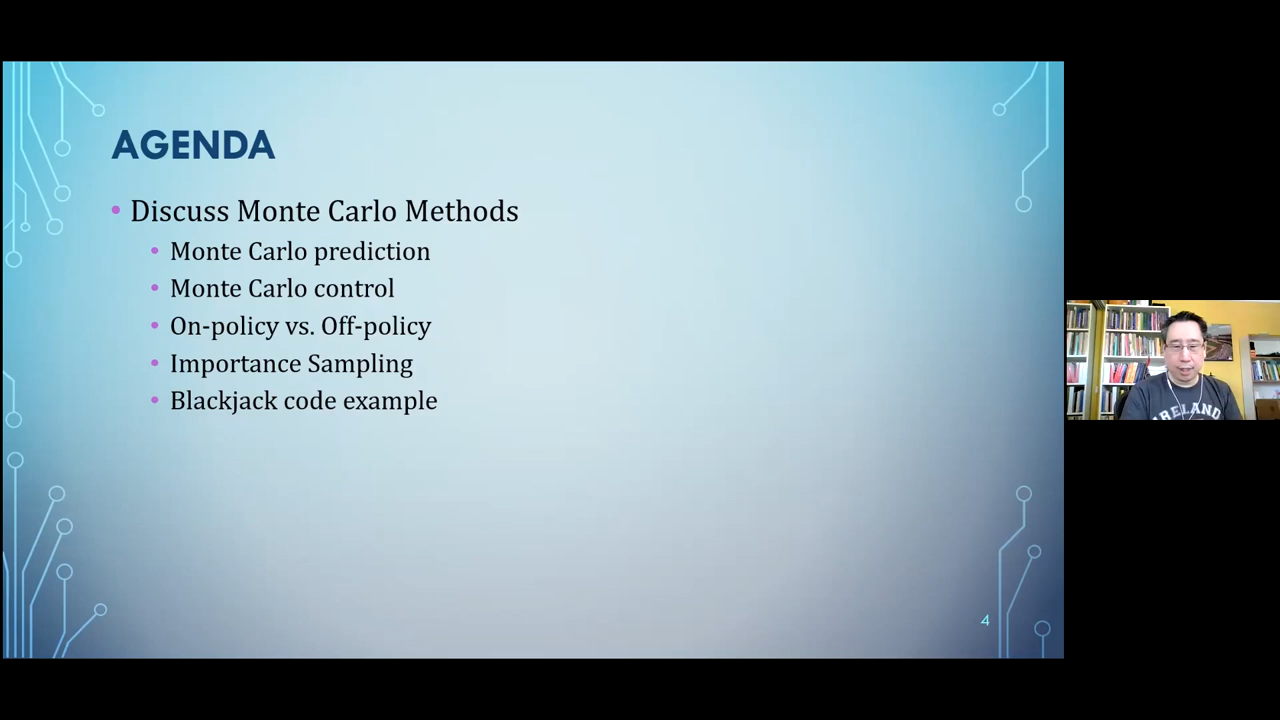 AGENDA
• Discuss Monte Carlo Methods
• Monte Carlo prediction
• Monte Carlo control
• On-policy vs. Off-policy
• Importance Sampling
• Blackjack code example
4
IRELAND